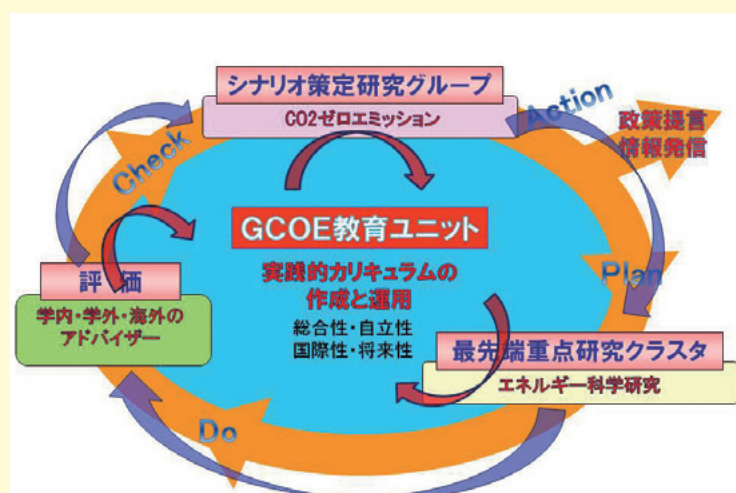 シナリオ策定研究グループ
CO2ゼロエミッション
Action
政策提言
情報発信
Check
GCOE教育ユニット
実践的カリキュラムの
作成と運用
総合性・自立性
国際性・将来性
Plan
評価
学内・学外・海外の
アドバイザー
最先端重点研究クラスタ
エネルギー科学研究
Do